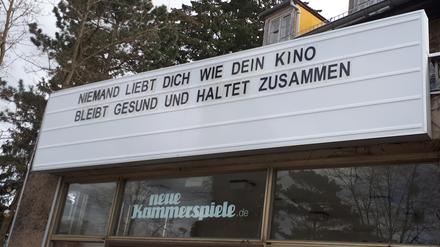 NIEMAND LIEBT DICH WIE DEIN KINO
BLEIBT GESUND UND HALTET ZUSAMMEN
neue
Kammerspiele.de